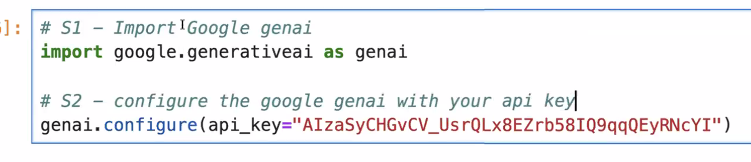 ]:
# S1 – Import Google genai
import google.generativeai as genai
# S2 – configure the google genai with your api key
genai.configure(api_key="AIzaSyCHGvCV_UsrQLx8EZrb58IQ9qqQEyRNcYI")